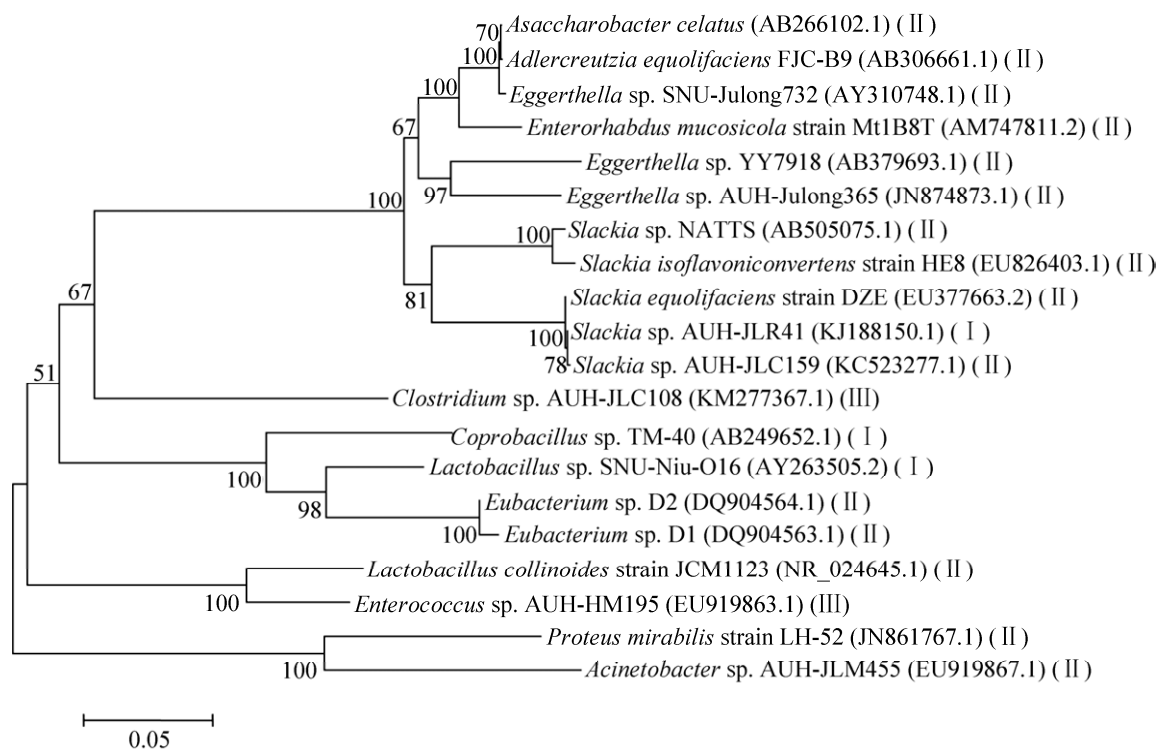 70
Asaccharobacter celatus (AB266102.1) (Ⅱ)
100
Adlercreutzia equolifaciens FJC-B9 (AB306661.1) (Ⅱ)
100
Eggerthella sp. SNU-Julong732 (AY310748.1) (Ⅱ)
67
Enterorhabdus mucosicola strain Mt1B8T (AM747811.2) (Ⅱ)
Eggerthella sp. YY7918 (AB379693.1) (Ⅱ)
100
97
Eggerthella sp. AUH-Julong365 (JN874873.1) (Ⅱ)
100
Slackia sp. NATTS (AB505075.1) (Ⅱ)
Slackia isoflavoniconvertens strain HE8 (EU826403.1) (Ⅱ)
67
81
Slackia equolifaciens strain DZE (EU377663.2) (Ⅱ)
100
Slackia sp. AUH-JLR41 (KJ188150.1) (Ⅰ)
51
78
Slackia sp. AUH-JLC159 (KC523277.1) (Ⅱ)
Clostridium sp. AUH-JLC108 (KM277367.1) (III)
Coprobacillus sp. TM-40 (AB249652.1) (Ⅰ)
100
Lactobacillus sp. SNU-Niu-O16 (AY263505.2) (Ⅰ)
98
Eubacterium sp. D2 (DQ904564.1) (Ⅱ)
100
Eubacterium sp. D1 (DQ904563.1) (Ⅱ)
Lactobacillus collinoides strain JCM1123 (NR_024645.1) (Ⅱ)
100
Enterococcus sp. AUH-HM195 (EU919863.1) (III)
Proteus mirabilis strain LH-52 (JN861767.1) (Ⅱ)
100
Acinetobacter sp. AUH-JLM455 (EU919867.1) (Ⅱ)
0.05